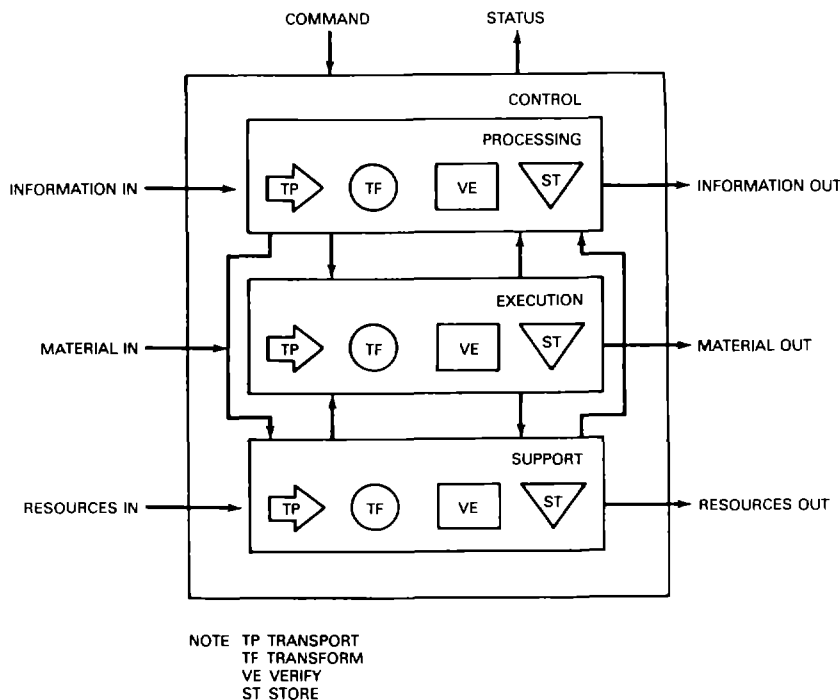 COMMAND STATUS
CONTROL
PROCESSING
INFORMATION IN TP TF VE ST INFORMATION OUT
EXECUTION
MATERIAL IN TP TF VE ST MATERIAL OUT
SUPPORT
RESOURCES IN TP TF VE ST RESOURCES OUT
NOTE TP TRANSPORT
TF TRANSFORM
VE VERIFY
ST STORE